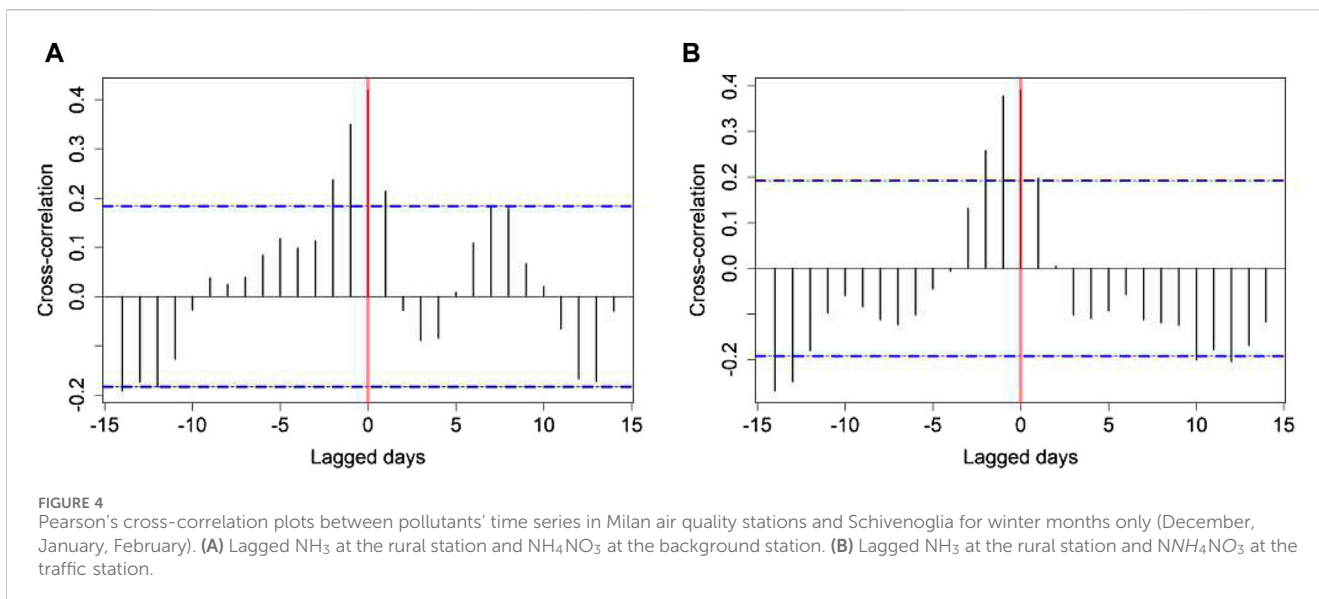 A
B
Cross-correlation
0.4
0.3
0.2
0.1
0.0
-0.2
-15 -10 -5 0 5 10 15
Lagged days
Cross-correlation
0.4
0.3
0.2
0.1
0.0
-0.2
-15 -10 -5 0 5 10 15
Lagged days
FIGURE 4
Pearson's cross-correlation plots between pollutants' time series in Milan air quality stations and Schivenoglia for winter months only (December,
January, February). (A) Lagged NH₃ at the rural station and NH₄NO₃ at the background station. (B) Lagged NH₃ at the rural station and NNH₄NO₃ at the
traffic station.